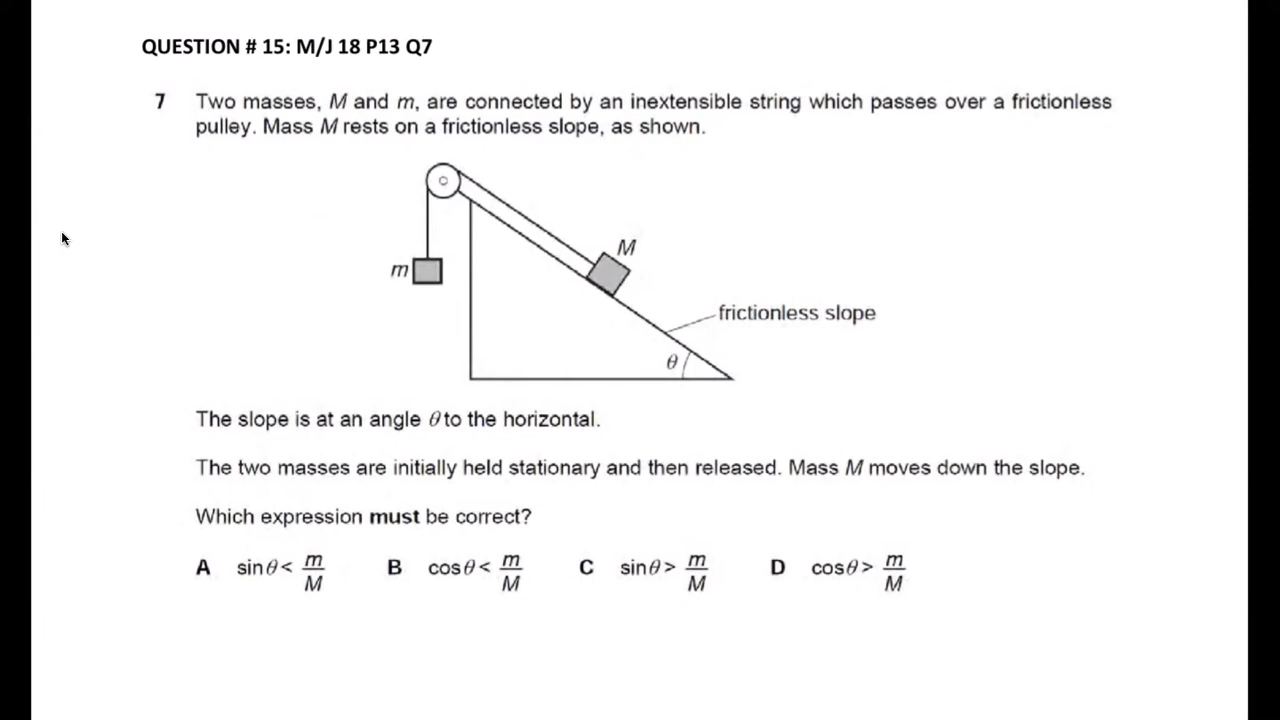 QUESTION # 15: M/J 18 P13 Q7
7 Two masses, M and m, are connected by an inextensible string which passes over a frictionless
pulley. Mass M rests on a frictionless slope, as shown.
M
m
frictionless slope
θ
The slope is at an angle θ to the horizontal.
The two masses are initially held stationary and then released. Mass M moves down the slope.
Which expression must be correct?
A sinθ < m/M B cosθ < m/M C sinθ > m/M D cosθ > m/M